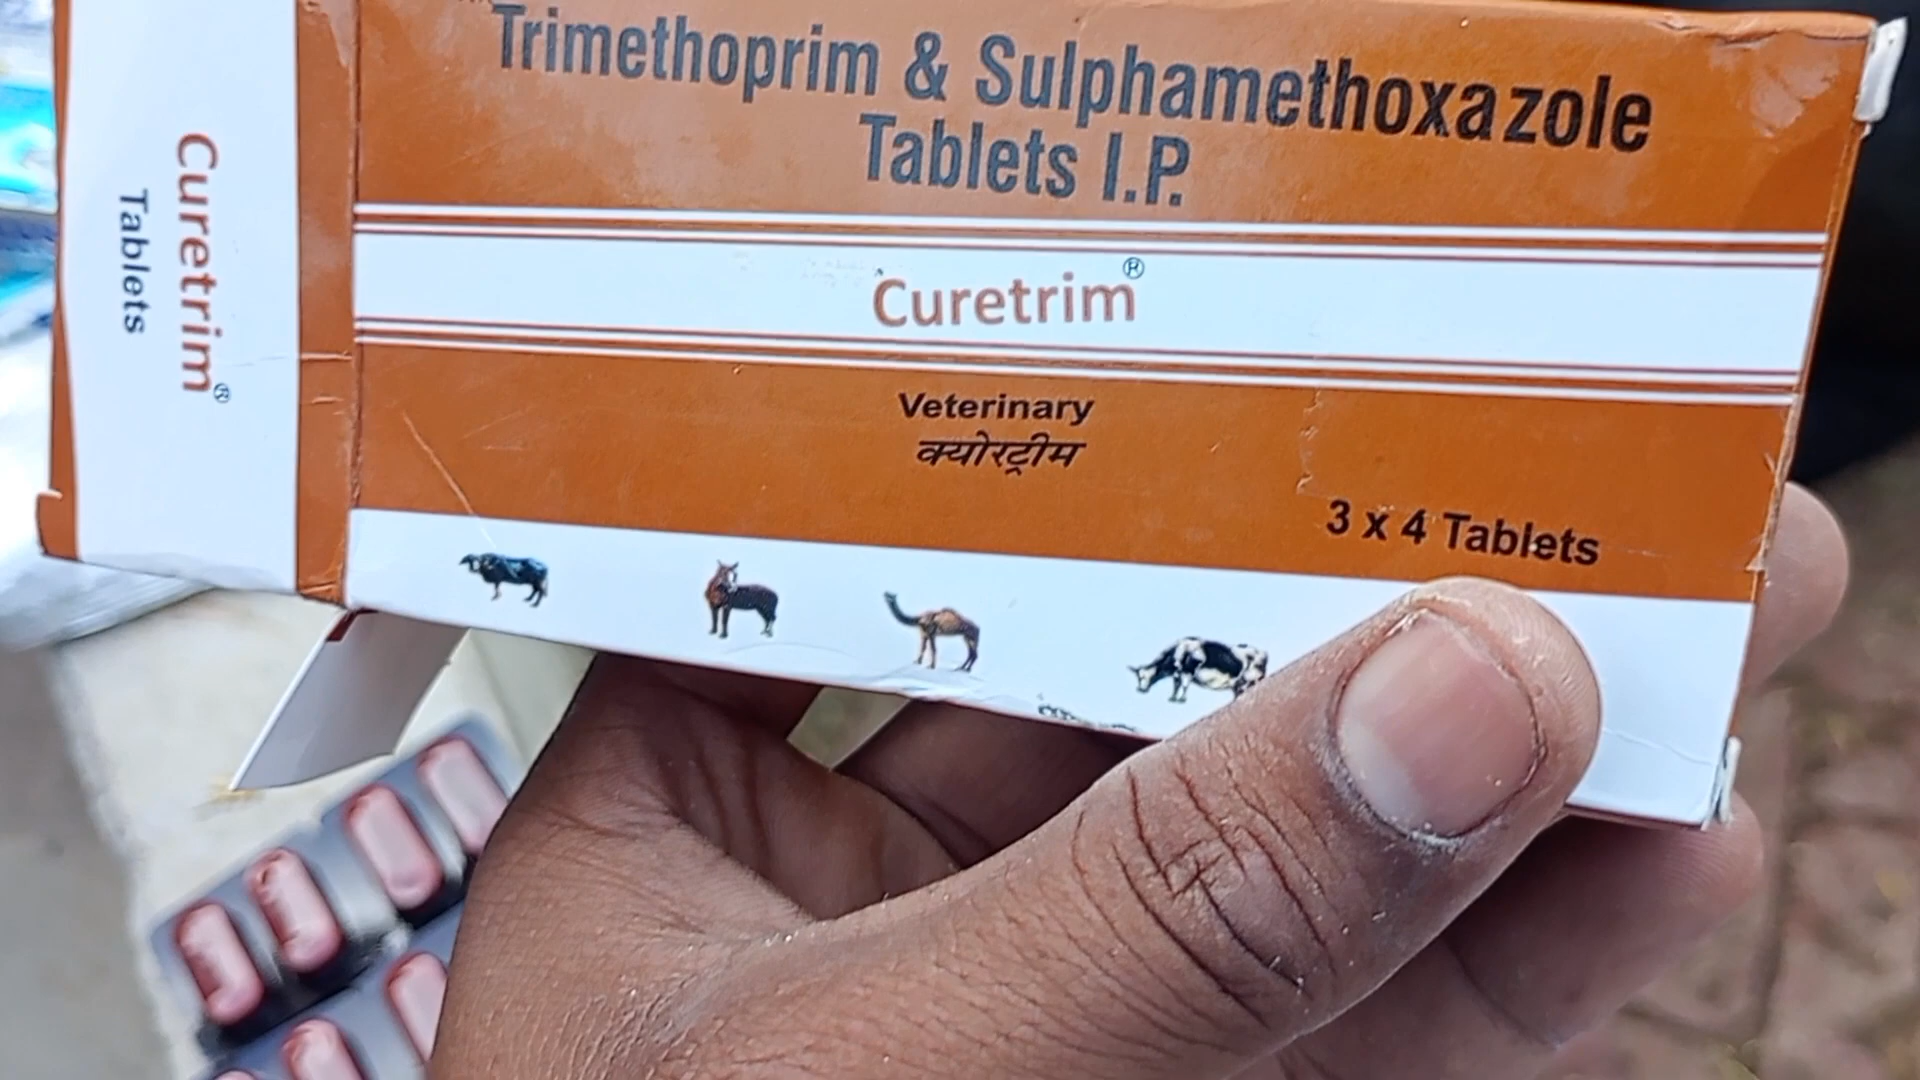 Trimethoprim & Sulphamethoxazole
Tablets I.P.
Curetrim®
Veterinary
क्योरट्रीम
3 x 4 Tablets
Curetrim®
Tablets